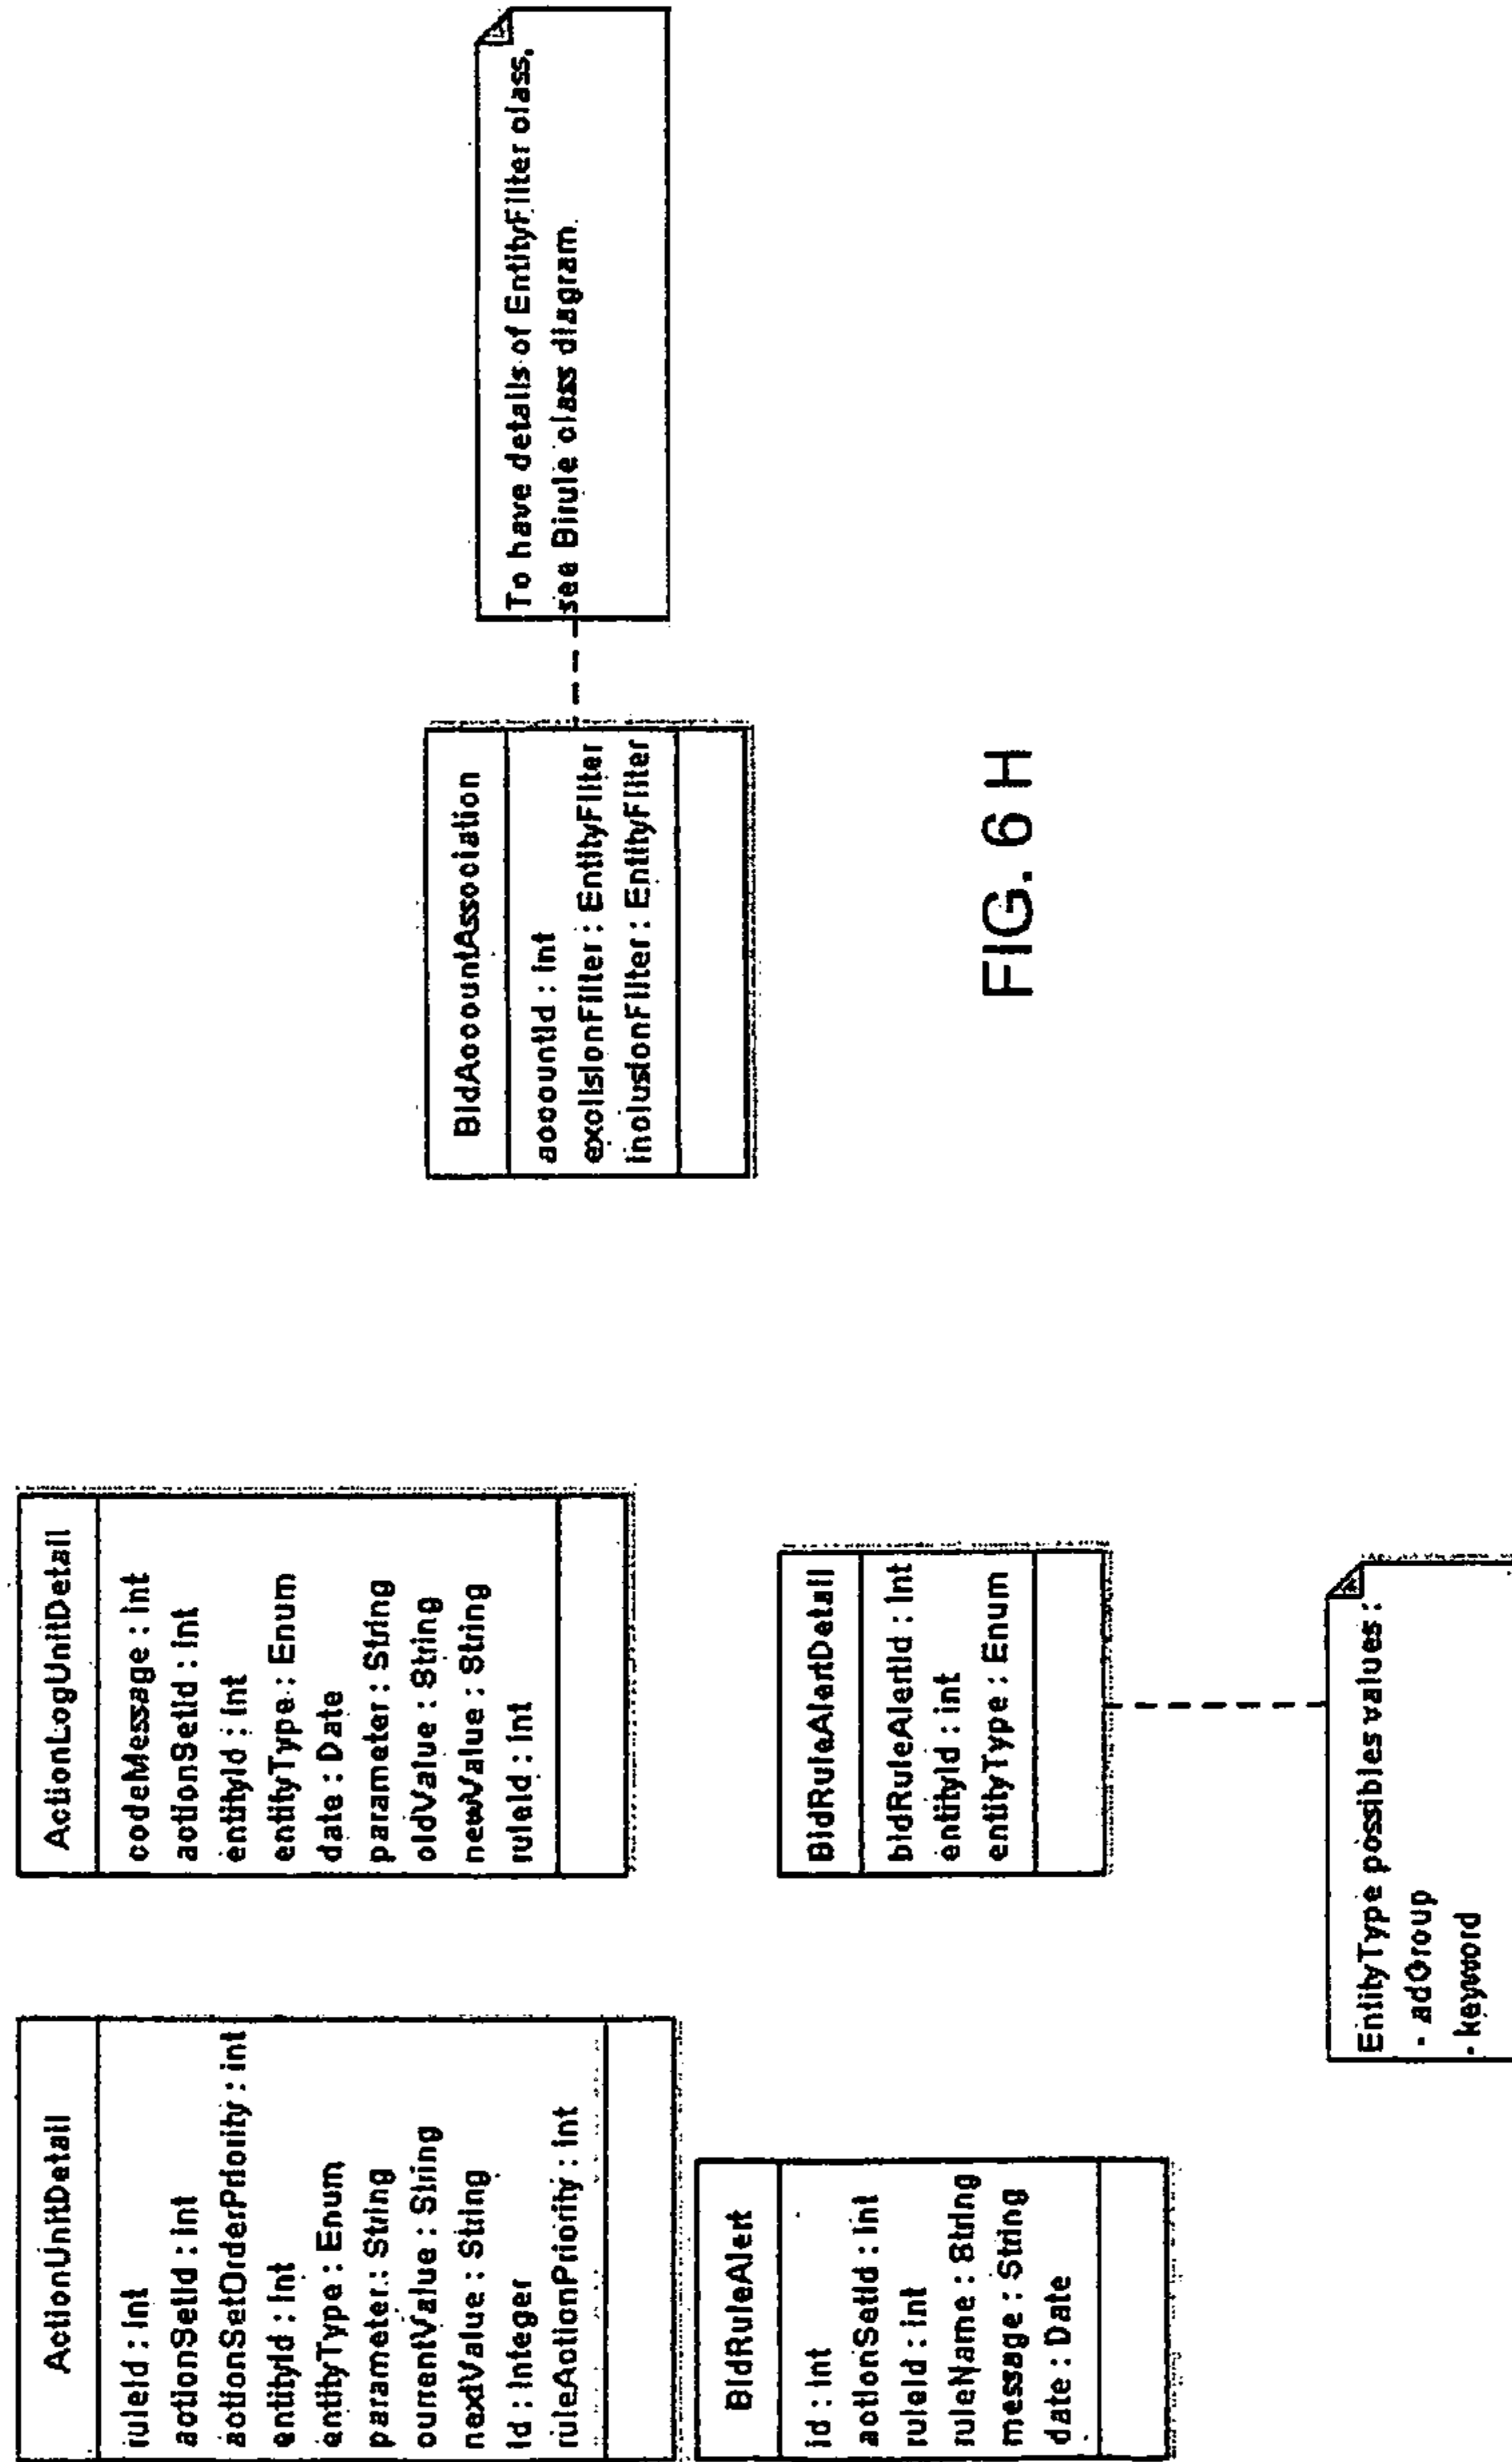 ActionUnitDetail
ruleId : int
actionSetId : int
actionSetOrderPriority : int
entityId : int
entityType : Enum
parameter : String
currentValue : String
nextValue : String
id : Integer
ruleActionPriority : int
ActionLogUnitDetail
codeMessage : int
actionSetId : int
entityId : int
entityType : Enum
date : Date
parameter : String
oldValue : String
newValue : String
ruleId : int
BidRuleAlert
id : int
actionSetId : int
ruleId : int
ruleName : String
message : String
date : Date
BidRuleAlertDetail
bidRuleAlertId : int
entityId : int
entityType : Enum
EntityType possibles values :
- adGroup
- keyword
BidAccountAssociation
accountId : int
exclisionFilter : EntityFilter
inclusionFilter : EntityFilter
To have details of EntityFilter class,
see Birule class diagram.
FIG. 6 H